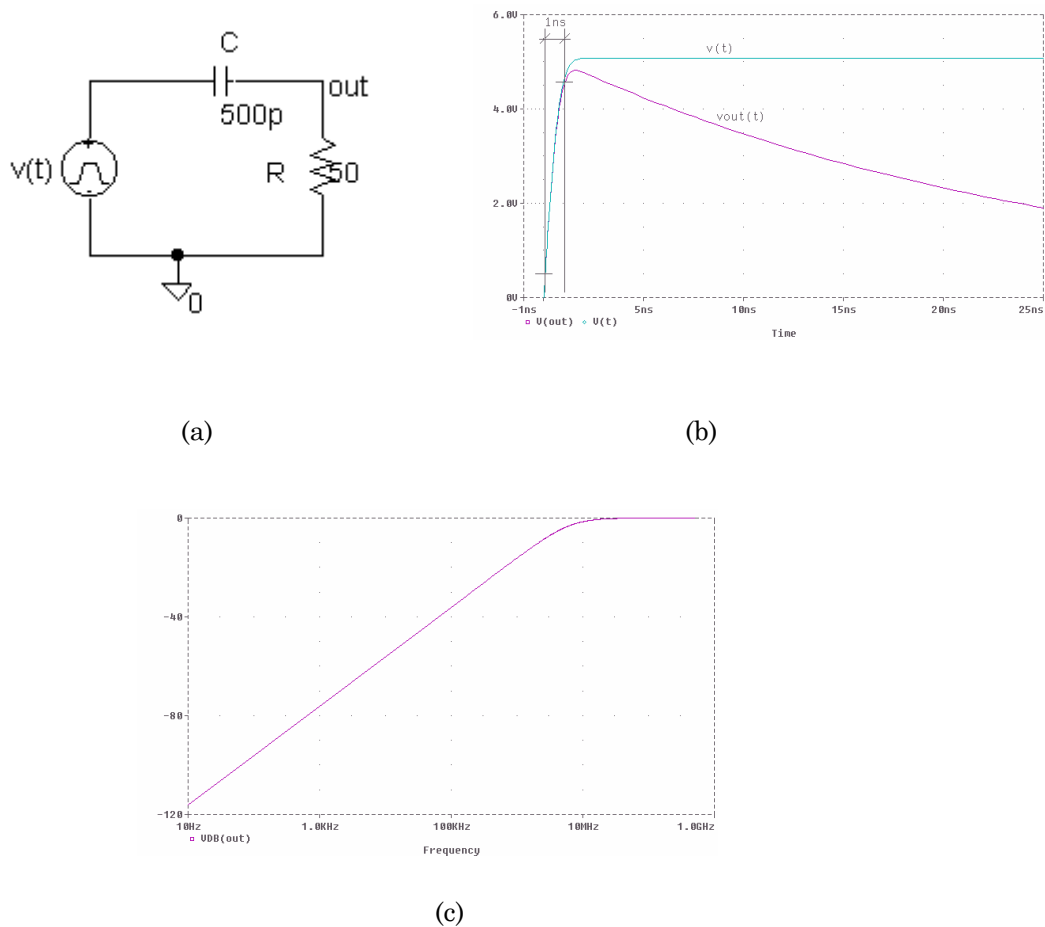 C
500p
out
v(t)
R
50
0
(a)
6.0V
4.0V
2.0V
0V
1ns
v(t)
vout(t)
-1ns
5ns
10ns
15ns
20ns
25ns
V(out)
V(t)
Time
(b)
0
-40
-80
-120
10Hz
1.0KHz
100KHz
10MHz
1.0GHz
VDB(out)
Frequency
(c)